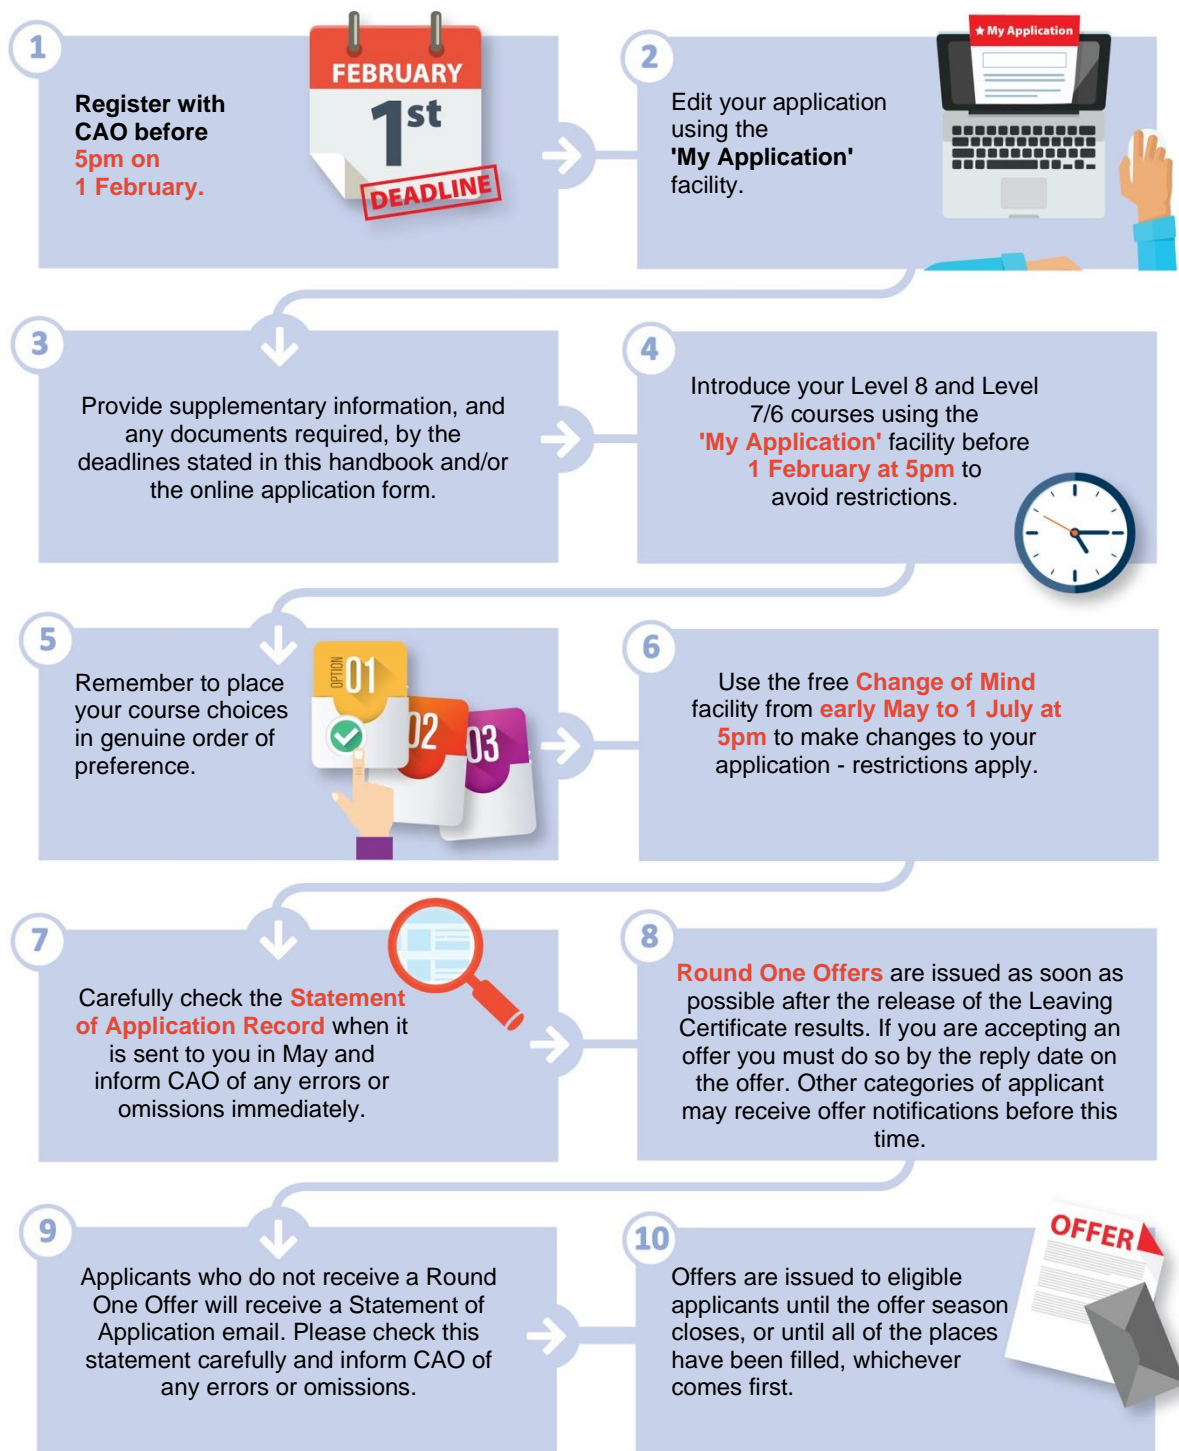 1
Register with
CAO before
5pm on
1 February.
FEBRUARY
1st
DEADLINE
2
Edit your application
using the
'My Application'
facility.
★ My Application
3
Provide supplementary information, and
any documents required, by the
deadlines stated in this handbook and/or
the online application form.
4
Introduce your Level 8 and Level
7/6 courses using the
'My Application' facility before
1 February at 5pm to
avoid restrictions.
5
Remember to place
your course choices
in genuine order of
preference.
OPTION
01
02
03
6
Use the free Change of Mind
facility from early May to 1 July at
5pm to make changes to your
application - restrictions apply.
7
Carefully check the Statement
of Application Record when it
is sent to you in May and
inform CAO of any errors or
omissions immediately.
8
Round One Offers are issued as soon as
possible after the release of the Leaving
Certificate results. If you are accepting an
offer you must do so by the reply date on
the offer. Other categories of applicant
may receive offer notifications before this
time.
9
Applicants who do not receive a Round
One Offer will receive a Statement of
Application email. Please check this
statement carefully and inform CAO of
any errors or omissions.
10
Offers are issued to eligible
applicants until the offer season
closes, or until all of the places
have been filled, whichever
comes first.
OFFER